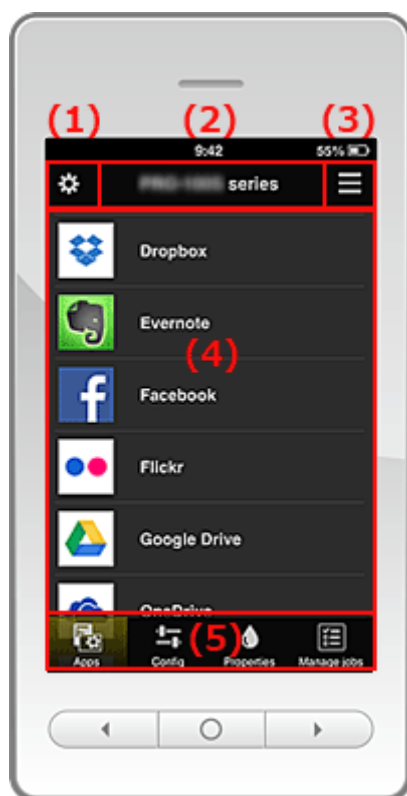 (1) (2) (3)
9:42 55%
series
Dropbox
Evernote
(4)
Facebook
Flickr
Google Drive
OneDrive
(5)
Apps Config Properties Manage jobs